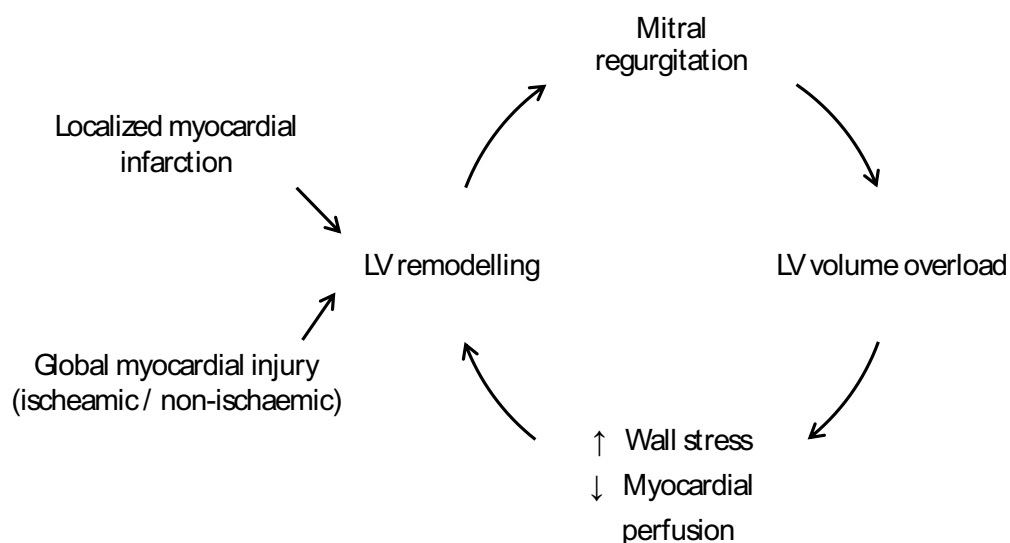 Mitral
regurgitation
Localized myocardial
infarction
LV remodelling
LV volume overload
Global myocardial injury
(ischeamic / non-ischaemic)
↑ Wall stress
↓ Myocardial
perfusion